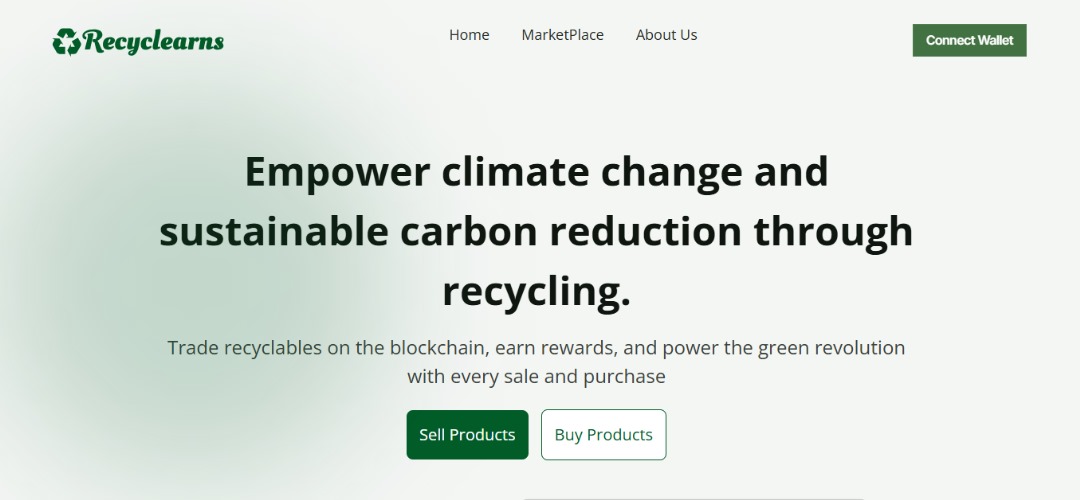 Recyclearns
Home
MarketPlace
About Us
Connect Wallet
Empower climate change and
sustainable carbon reduction through
recycling.
Trade recyclables on the blockchain, earn rewards, and power the green revolution
with every sale and purchase
Sell Products
Buy Products